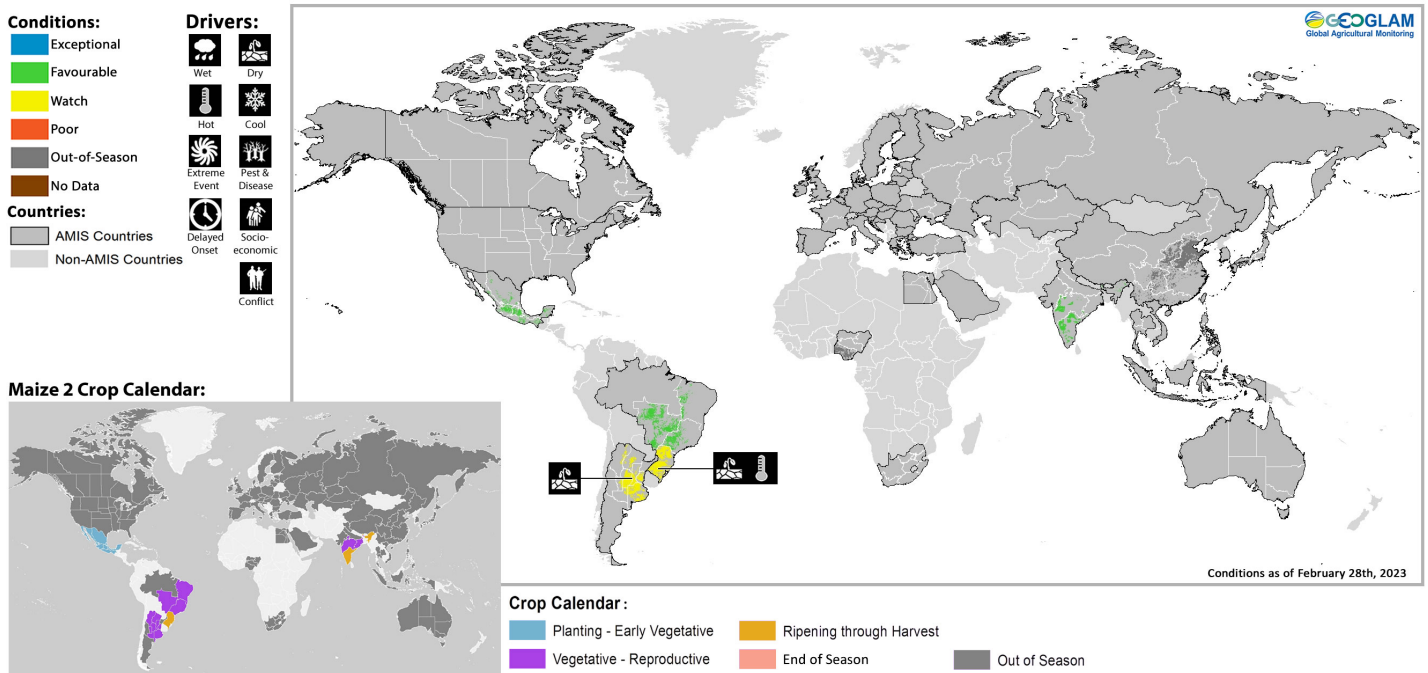 Conditions:
Exceptional
Favourable
Watch
Poor
Out-of-Season
No Data
Countries:
AMIS Countries
Non-AMIS Countries
Drivers:
Wet
Dry
Hot
Cool
Extreme
Event
Pest &
Disease
Delayed
Onset
Socio-
economic
Conflict
GEOGLAM
Global Agricultural Monitoring
Conditions as of February 28th, 2023
Maize 2 Crop Calendar:
Crop Calendar :
Planting - Early Vegetative
Ripening through Harvest
Vegetative - Reproductive
End of Season
Out of Season